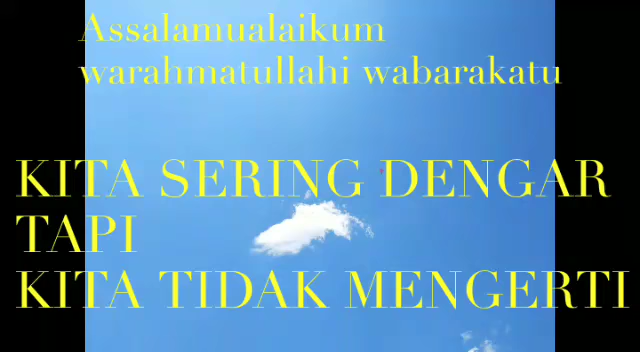 Assalamualaikum
warahmatullahi wabarakatu
KITA SERING DENGAR
TAPI
KITA TIDAK MENGERTI